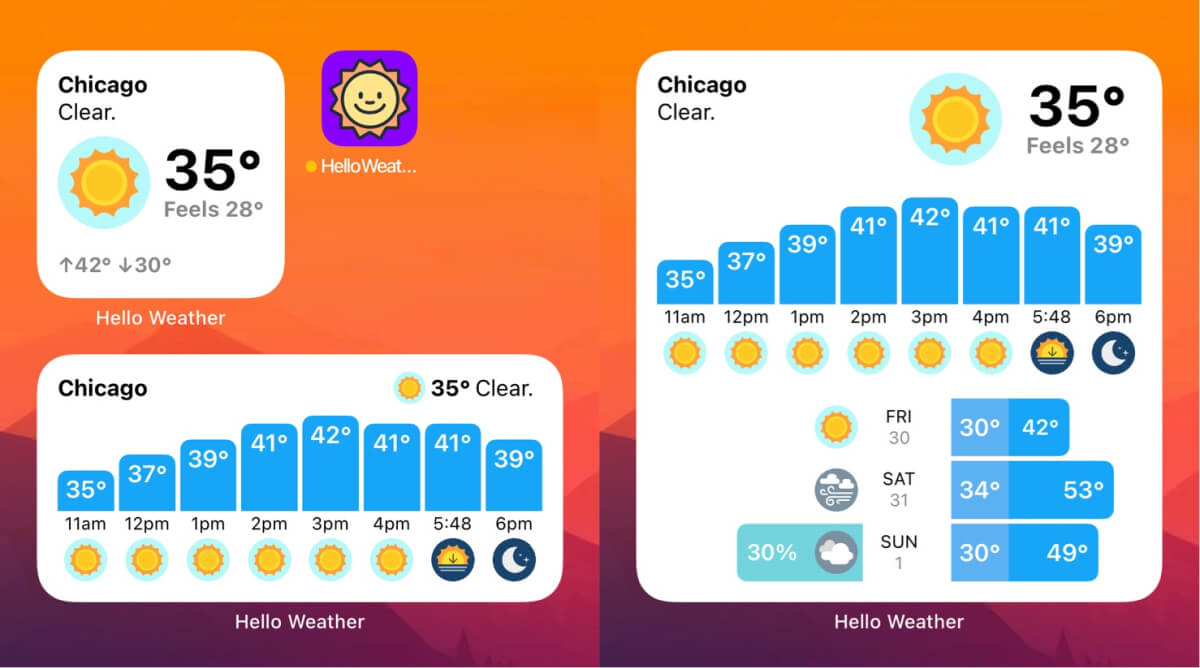 Chicago
Clear.
35°
Feels 28°
↑42° ↓30°
Hello Weather
HelloWeat...
Chicago
35° Clear.
35° 37° 39° 41° 42° 41° 41° 39°
11am 12pm 1pm 2pm 3pm 4pm 5:48 6pm
Hello Weather
Chicago
Clear.
35°
Feels 28°
35° 37° 39° 41° 42° 41° 41° 39°
11am 12pm 1pm 2pm 3pm 4pm 5:48 6pm
FRI
30
30° 42°
SAT
31
34° 53°
30%
SUN
1
30° 49°
Hello Weather